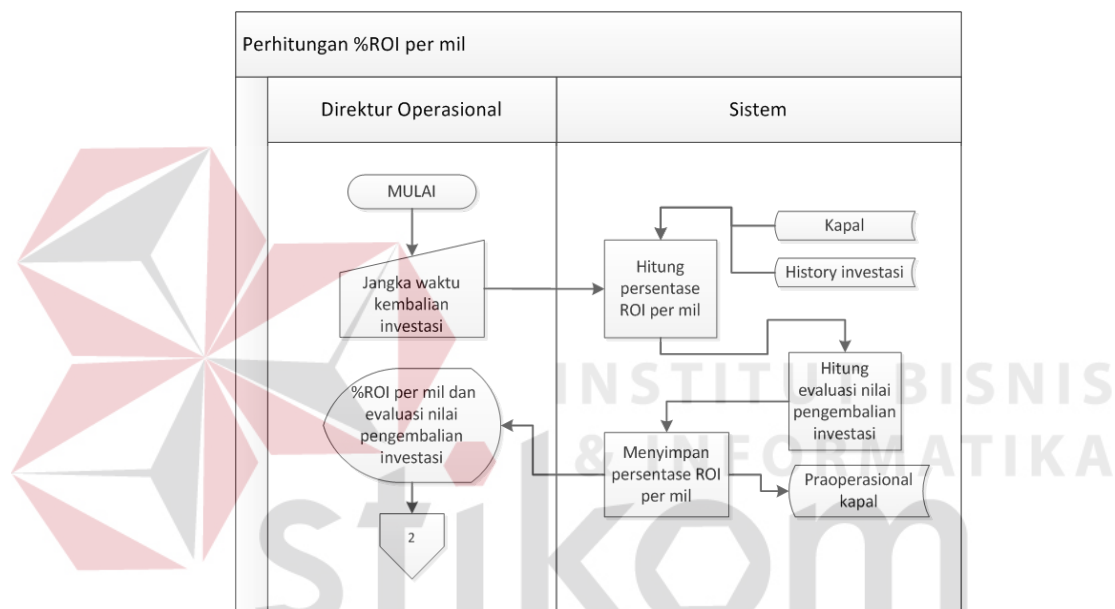 Perhitungan %ROI per mil
Direktur Operasional
Sistem
MULAI
Jangka waktu
kembalian
investasi
Kapal
History investasi
Hitung
persentase
ROI per mil
Hitung
evaluasi nilai
pengembalian
investasi
%ROI per mil dan
evaluasi nilai
pengembalian
investasi
Menyimpan
persentase ROI
per mil
Praoperasional
kapal
2
INSTITUT BISNIS
& INFORMATIKA
stikom